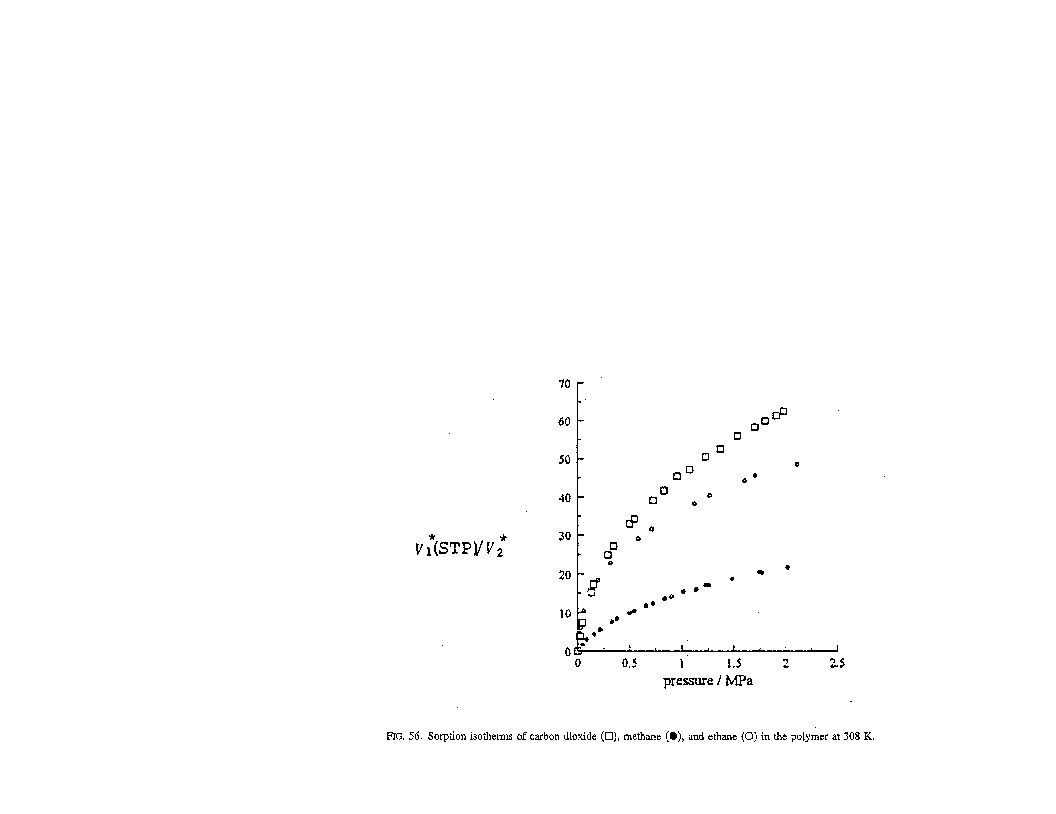 70
60
50
40
30
20
10
0
V₁*(STP)/V₂*
0 0.5 1 1.5 2 2.5
pressure / MPa
FIG. 56. Sorption isotherms of carbon dioxide (□), methane (●), and ethane (○) in the polymer at 308 K.